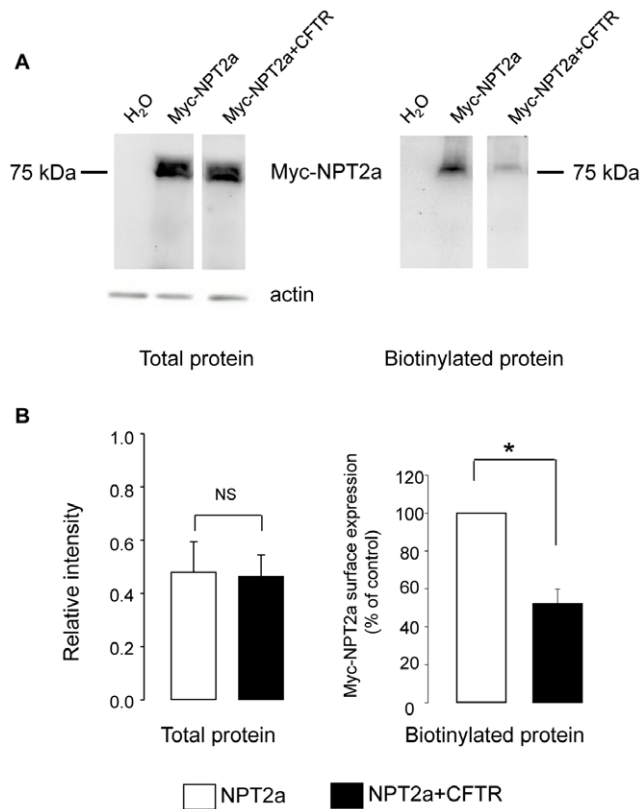 A
H₂O
Myc-NPT2a
Myc-NPT2a+CFTR
H₂O
Myc-NPT2a
Myc-NPT2a+CFTR
75 kDa
Myc-NPT2a
75 kDa
actin
Total protein
Biotinylated protein
B
Relative intensity
1.0
0.8
0.6
0.4
0.2
0.0
NS
Total protein
Myc-NPT2a surface expression
(% of control)
120
100
80
60
40
20
0
*
Biotinylated protein
NPT2a
NPT2a+CFTR